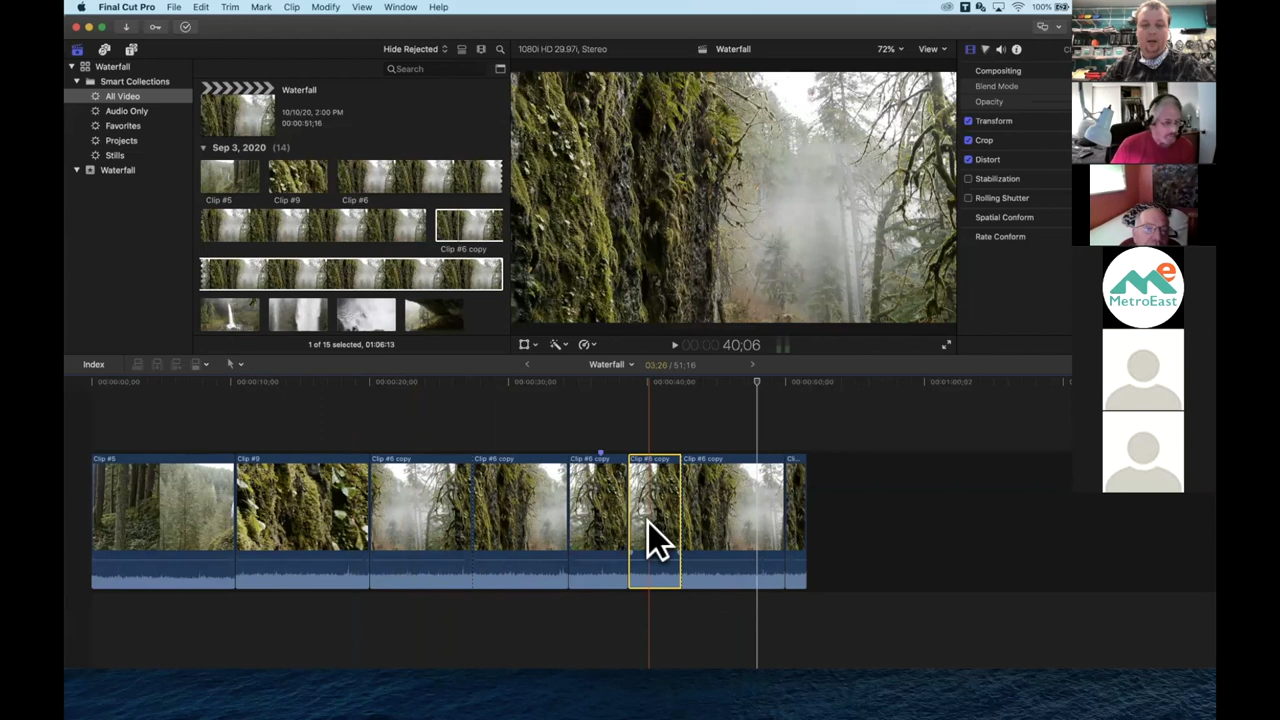 Final Cut Pro File Edit Trim Mark Clip Modify View Window Help 100%
Hide Rejected 1080i HD 29.97i, Stereo Waterfall 72% View
Waterfall
Smart Collections
All Video
Audio Only
Favorites
Projects
Stills
Waterfall
Search
Waterfall
10/10/20, 2:00 PM
00:00:51;16
Sep 3, 2020 (14)
Clip #5 Clip #9 Clip #6
Clip #6 copy
1 of 15 selected, 01:06:13
00:00:40;06
Compositing
Blend Mode
Opacity
Transform
Crop
Distort
Stabilization
Rolling Shutter
Spatial Conform
Rate Conform
MetroEast
Index Waterfall 03;26 / 51;16
00:00:00;00 00:00:10;00 00:00:20;00 00:00:30;00 00:00:40;00 00:00:50;00 00:01:00;02
Clip #5 Clip #9 Clip #6 copy Clip #6 copy Clip #6 copy Clip #6 copy Clip #6 copy Cli...